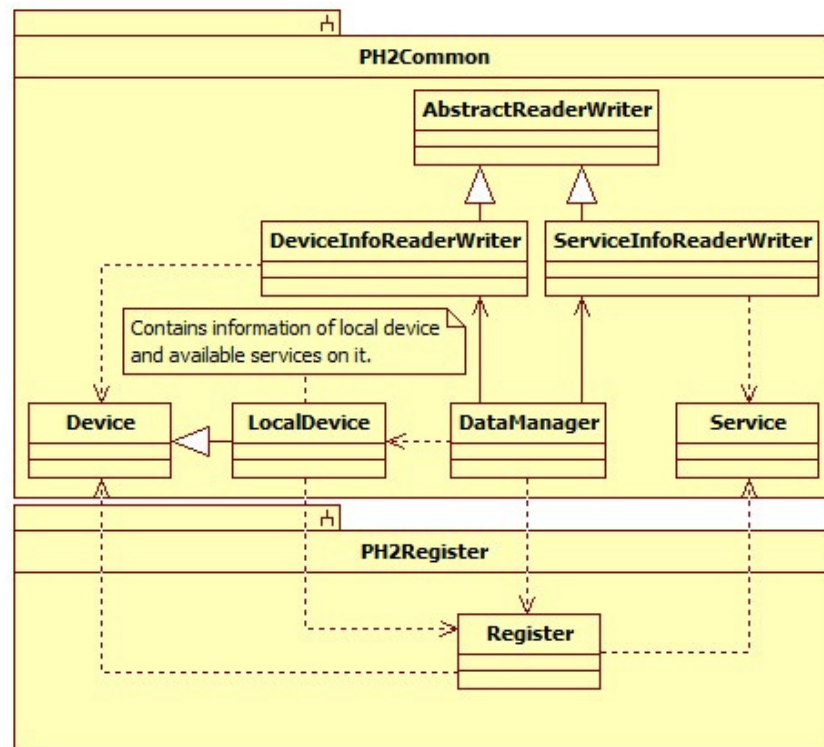 PH2Common
AbstractReaderWriter
DeviceInfoReaderWriter
ServiceInfoReaderWriter
Contains information of local device
and available services on it.
Device
LocalDevice
DataManager
Service
PH2Register
Register